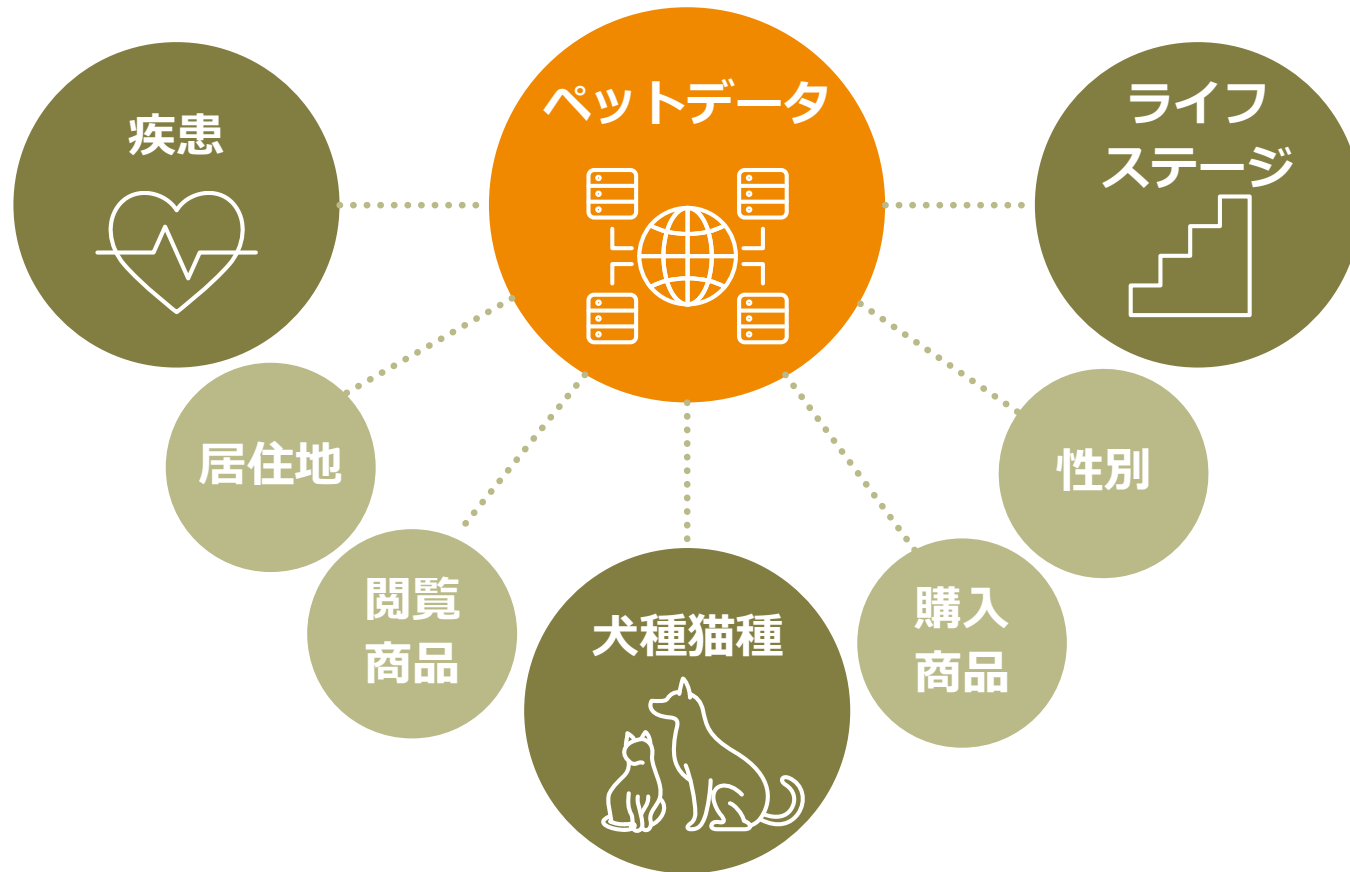 ペットデータ
疾患
ライフ
ステージ
居住地
性別
閲覧
商品
購入
商品
犬種猫種